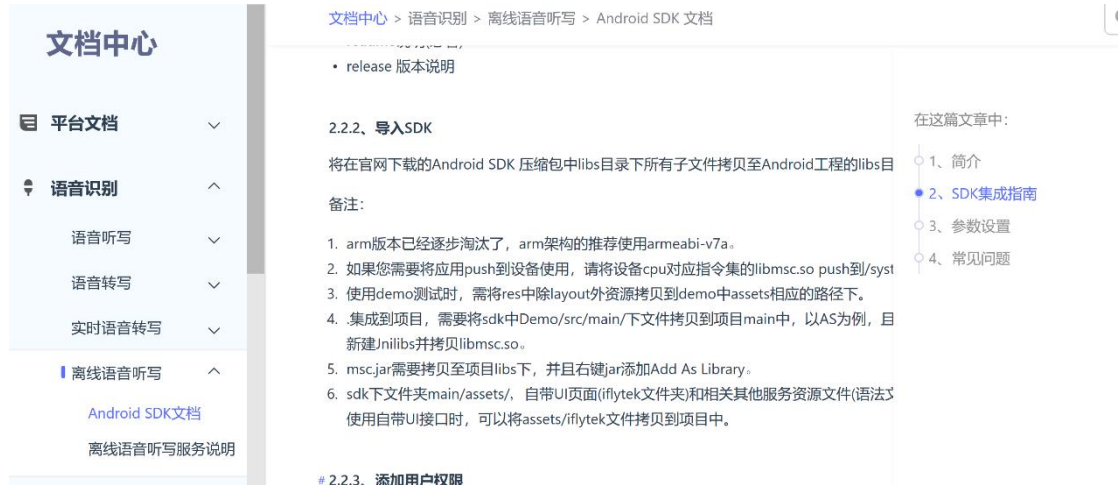 文档中心
平台文档
语音识别
语音听写
语音转写
实时语音转写
离线语音听写
Android SDK文档
离线语音听写服务说明
文档中心 > 语音识别 > 离线语音听写 > Android SDK 文档
• release 版本说明
2.2.2、导入SDK
将在官网下载的Android SDK 压缩包中libs目录下所有子文件拷贝至Android工程的libs目
备注：
1. arm版本已经逐步淘汰了，arm架构的推荐使用armeabi-v7a。
2. 如果您需要将应用push到设备使用，请将设备cpu对应指令集的libmsc.so push到/syst
3. 使用demo测试时，需将res中除layout外资源拷贝到demo中assets相应的路径下。
4. .集成到项目，需要将sdk中Demo/src/main/下文件拷贝到项目main中，以AS为例，且
新建Jnilibs并拷贝libmsc.so。
5. msc.jar需要拷贝至项目libs下，并且右键jar添加Add As Library。
6. sdk下文件夹main/assets/，自带UI页面(iflytek文件夹)和相关其他服务资源文件(语法文
使用自带UI接口时，可以将assets/iflytek文件拷贝到项目中。
# 2.2.3、添加用户权限
在这篇文章中：
1、简介
2、SDK集成指南
3、参数设置
4、常见问题